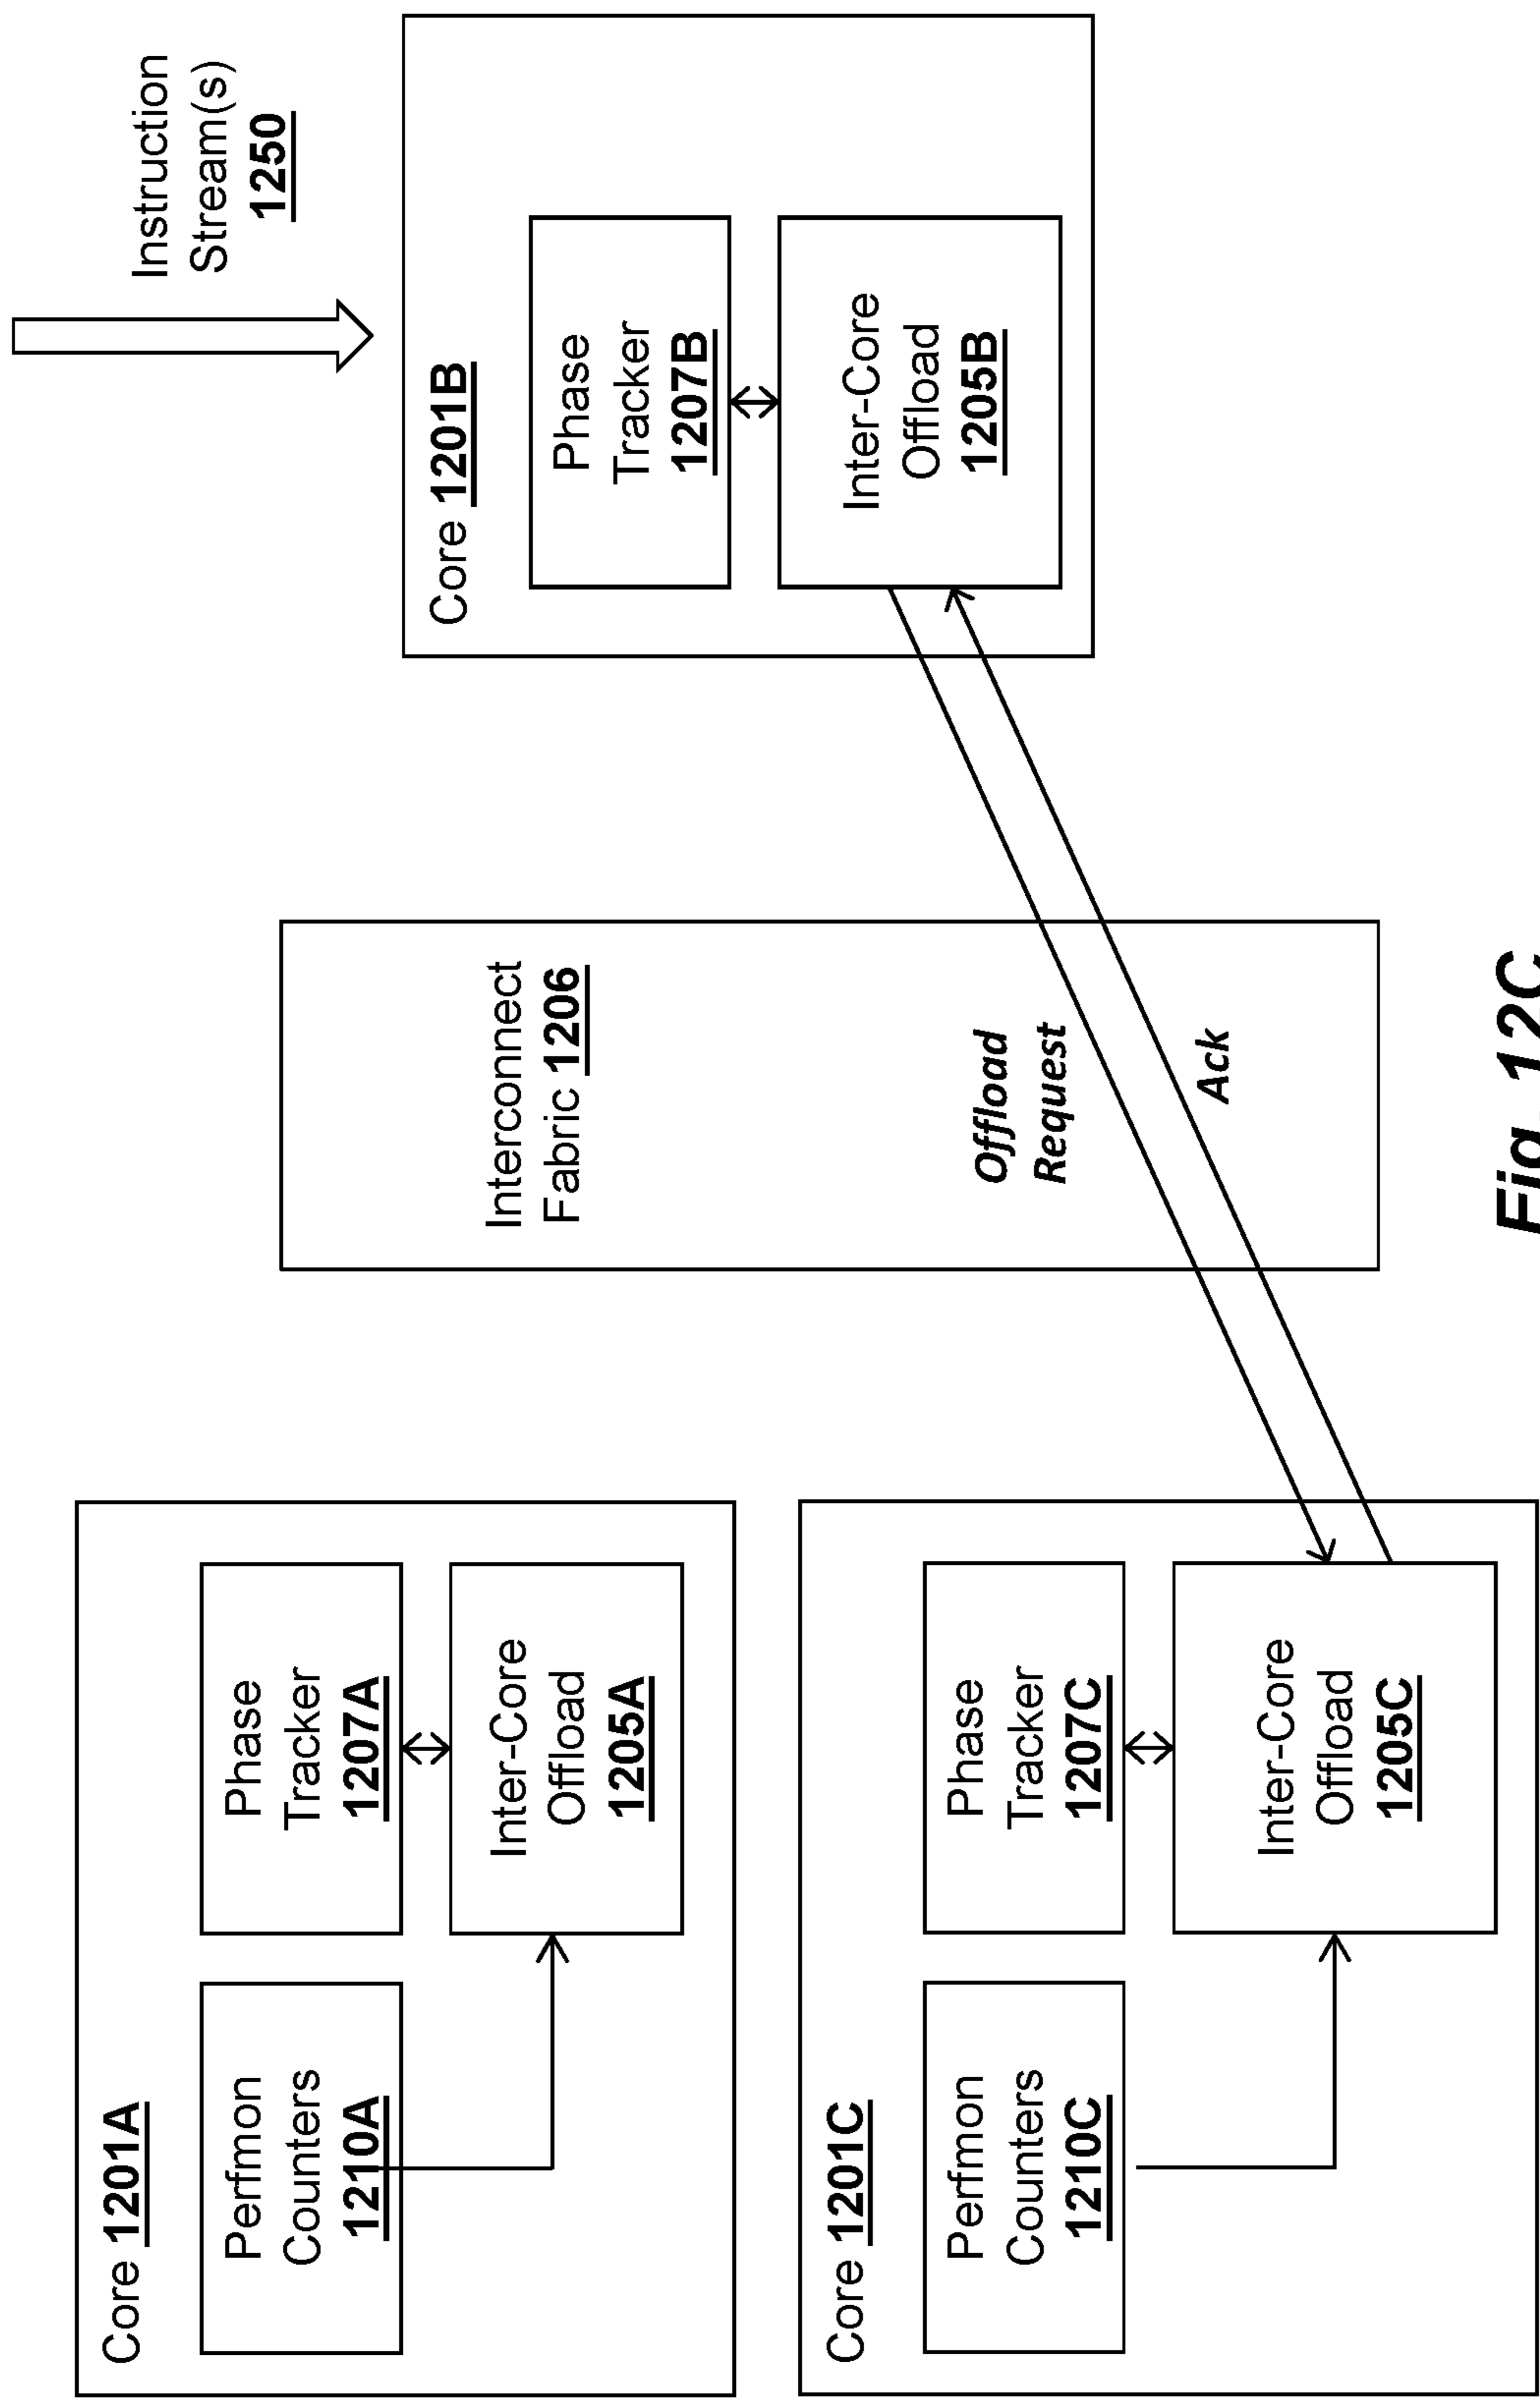 Core 1201A
Perfmon
Counters
1210A
Phase
Tracker
1207A
Inter-Core
Offload
1205A
Core 1201C
Perfmon
Counters
1210C
Phase
Tracker
1207C
Inter-Core
Offload
1205C
Interconnect
Fabric 1206
Offload
Request
Ack
Instruction
Stream(s)
1250
Core 1201B
Phase
Tracker
1207B
Inter-Core
Offload
1205B
Fig. 12C